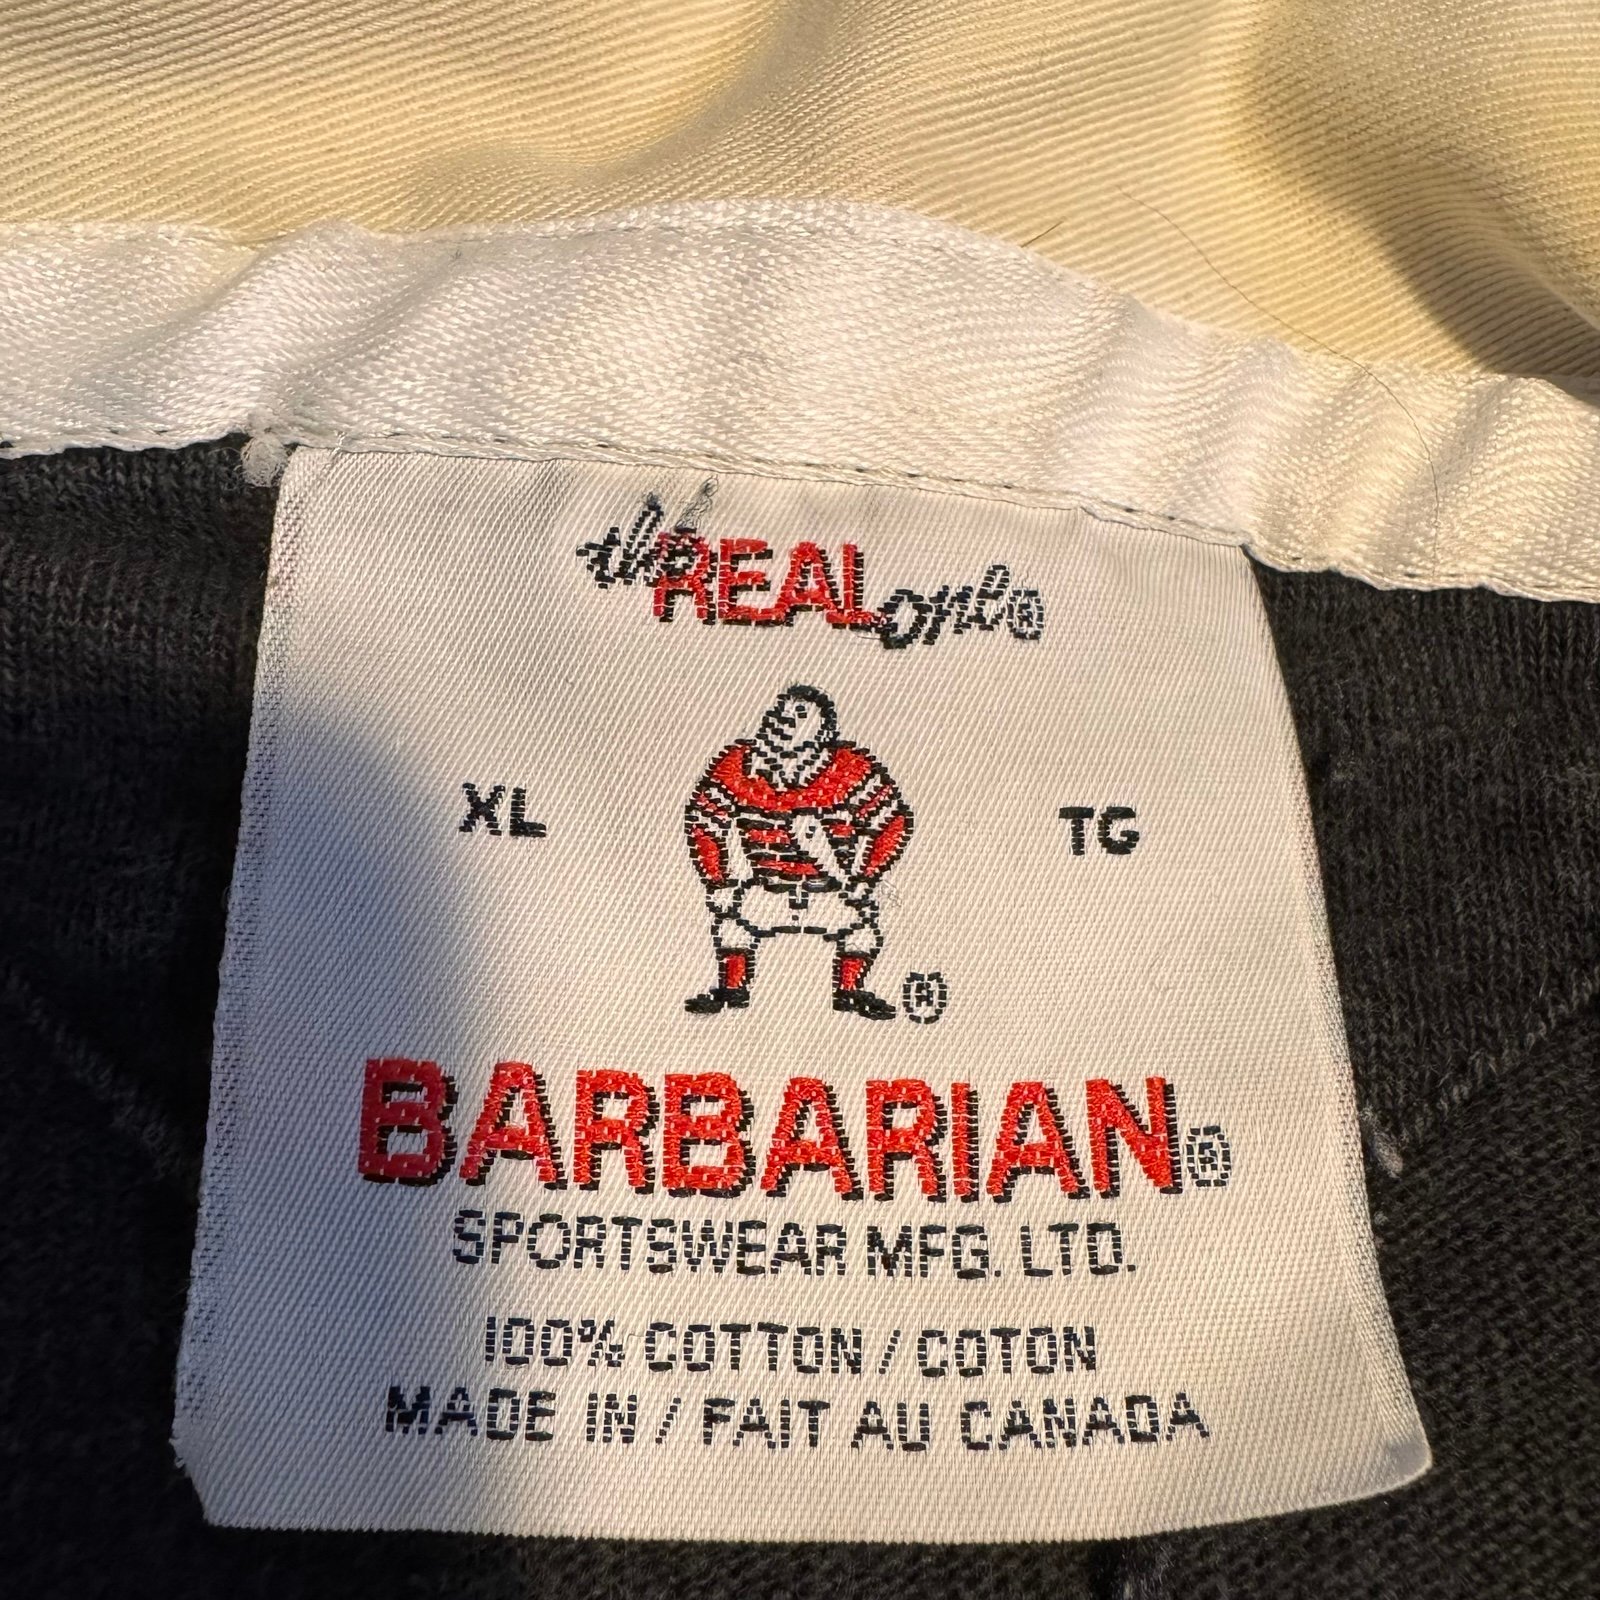 the REAL one®
XL TG
®
BARBARIAN®
SPORTSWEAR MFG. LTD.
100% COTTON / COTON
MADE IN / FAIT AU CANADA